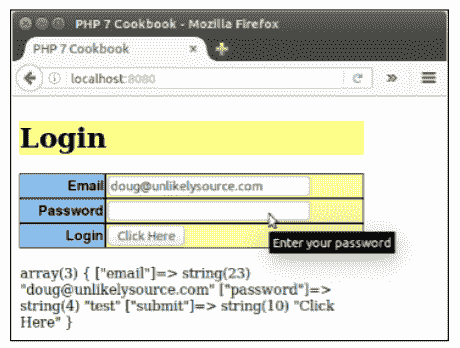 PHP 7 Cookbook - Mozilla Firefox
PHP 7 Cookbook
localhost:8080
Login
Email doug@unlikelysource.com
Password
Enter your password
Login Click Here
array(3) { ["email"]=> string(23)
"doug@unlikelysource.com" ["password"]=>
string(4) "test" ["submit"]=> string(10) "Click
Here" }